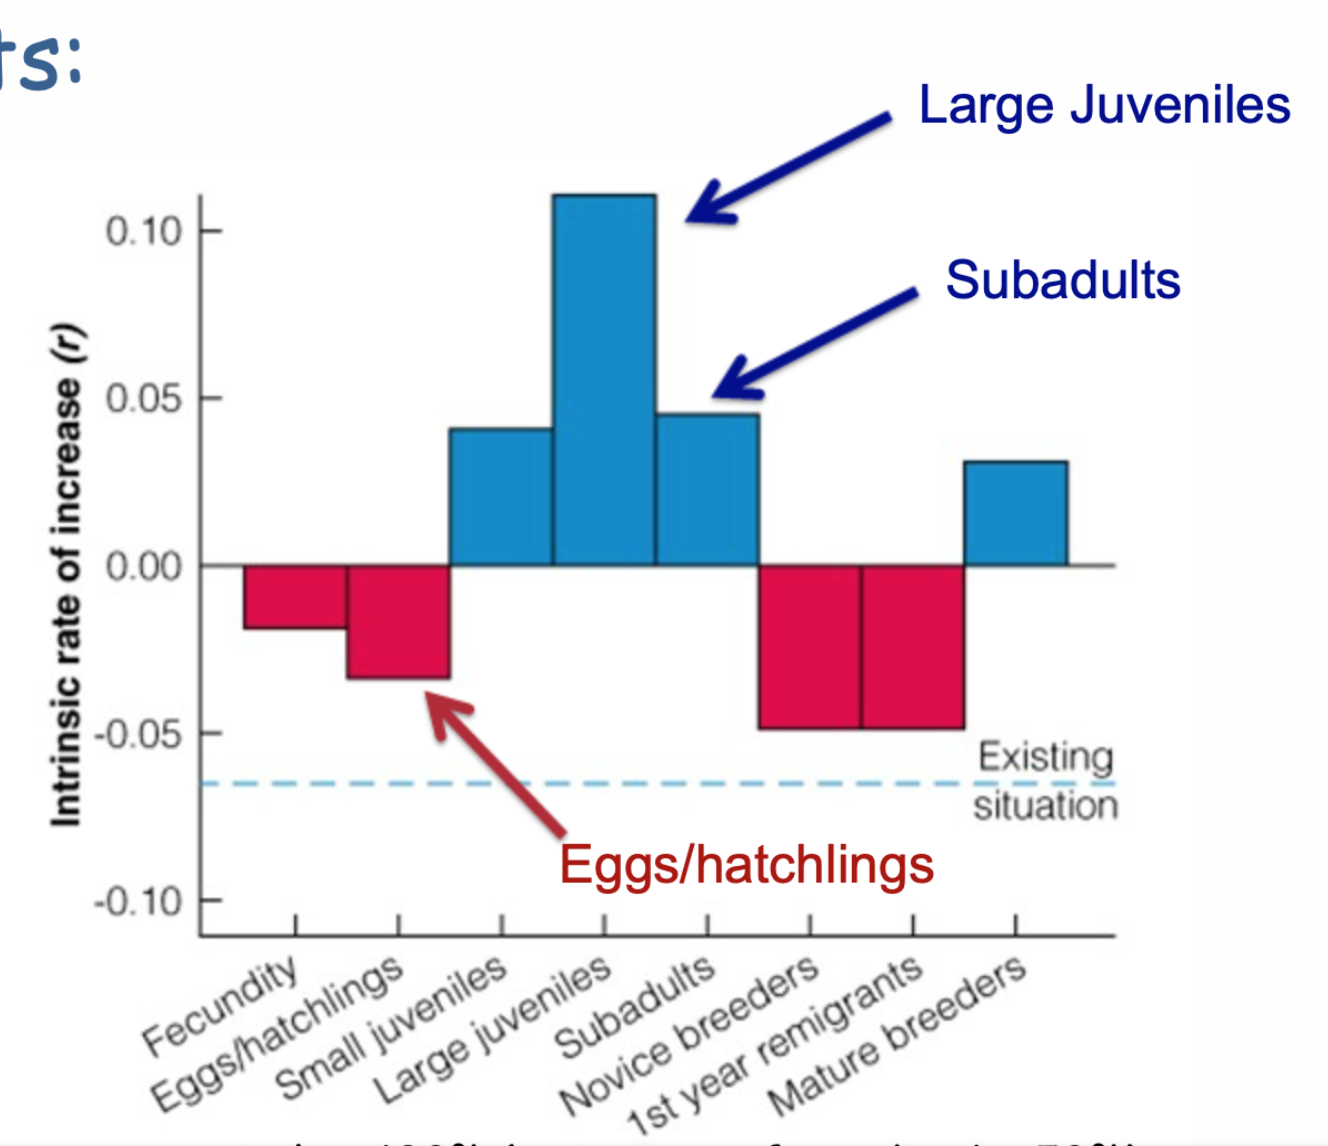 ts:
Large Juveniles
Subadults
Intrinsic rate of increase (r)
0.10
0.05
0.00
-0.05
-0.10
Existing
situation
Eggs/hatchlings
Fecundity
Eggs/hatchlings
Small juveniles
Large juveniles
Subadults
Novice breeders
1st year remigrants
Mature breeders